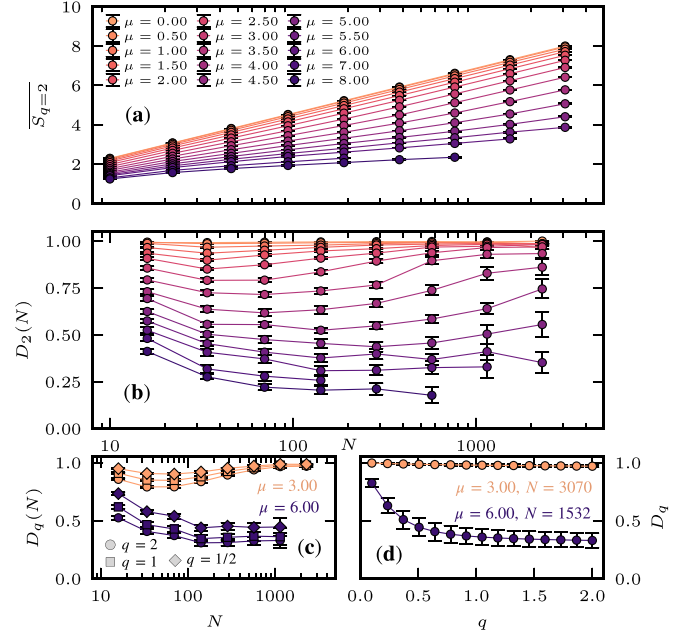 10
8
6
4
2
0
S̅q=2
μ = 0.00 μ = 2.50 μ = 5.00
μ = 0.50 μ = 3.00 μ = 5.50
μ = 1.00 μ = 3.50 μ = 6.00
μ = 1.50 μ = 4.00 μ = 7.00
μ = 2.00 μ = 4.50 μ = 8.00
(a)
1.00
0.75
0.50
0.25
0.00
D2(N)
(b)
10 100 N 1000
1.0
0.5
0.0
Dq(N)
μ = 3.00
μ = 6.00
q = 2
q = 1 q = 1/2
(c)
10 100 1000
N
1.0
0.5
0.0
Dq
μ = 3.00, N = 3070
μ = 6.00, N = 1532
(d)
0.0 0.5 1.0 1.5 2.0
q